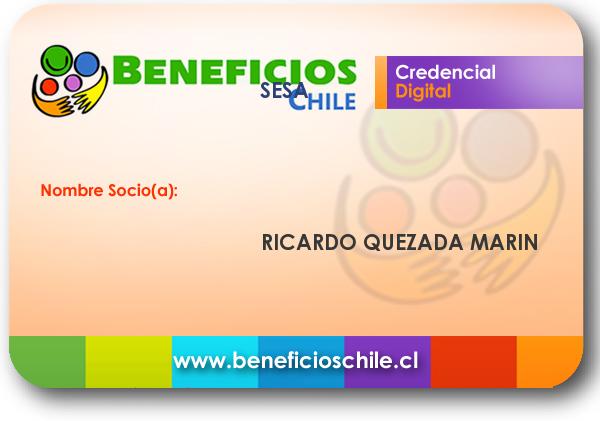 BENEFICIOS
SESA
CHILE
Credencial
Digital
Nombre Socio(a):
RICARDO QUEZADA MARIN
www.beneficioschile.cl